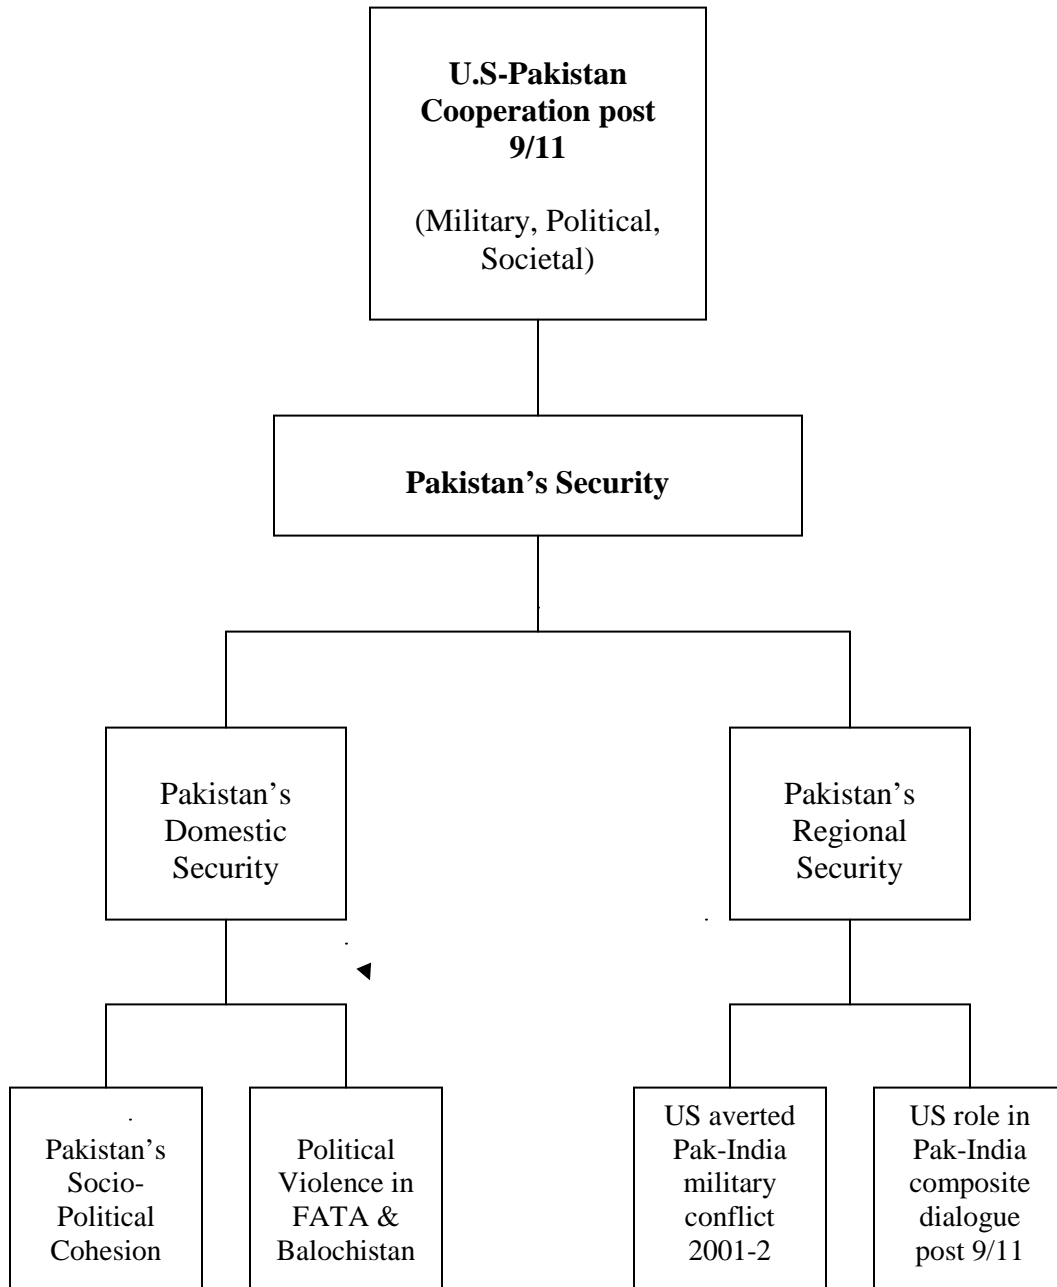 U.S-Pakistan
Cooperation post
9/11
(Military, Political,
Societal)
Pakistan’s Security
Pakistan’s
Domestic
Security
Pakistan’s
Regional
Security
Pakistan’s
Socio-
Political
Cohesion
Political
Violence in
FATA &
Balochistan
US averted
Pak-India
military
conflict
2001-2
US role in
Pak-India
composite
dialogue
post 9/11